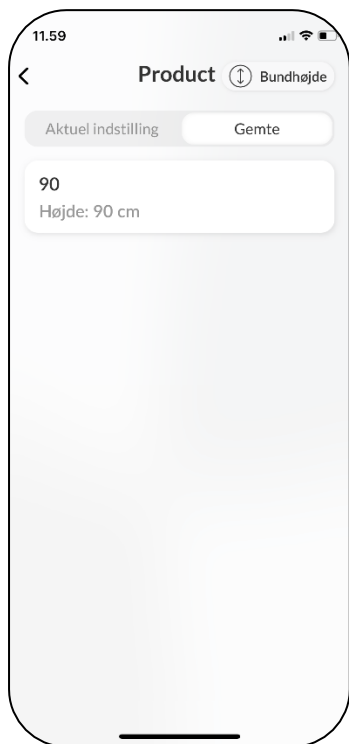 11.59
Product Bundhøjde
Aktuel indstilling Gemte
90
Højde: 90 cm